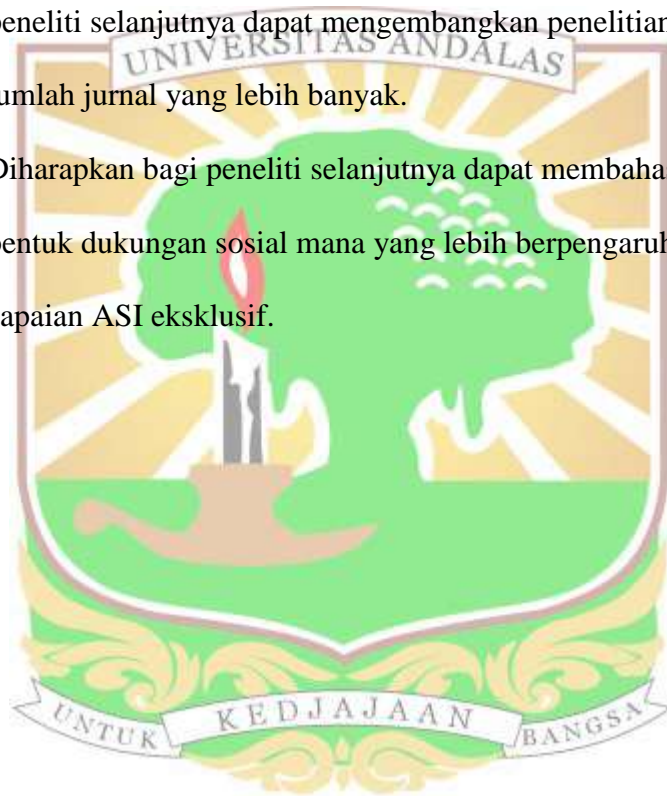 peneliti selanjutnya dapat mengembangkan penelitian
UNIVERSITAS ANDALAS
jumlah jurnal yang lebih banyak.
Diharapkan bagi peneliti selanjutnya dapat membaha
bentuk dukungan sosial mana yang lebih berpengaruh
capaian ASI eksklusif.
UNTUK KEDJAJAAN BANGSA